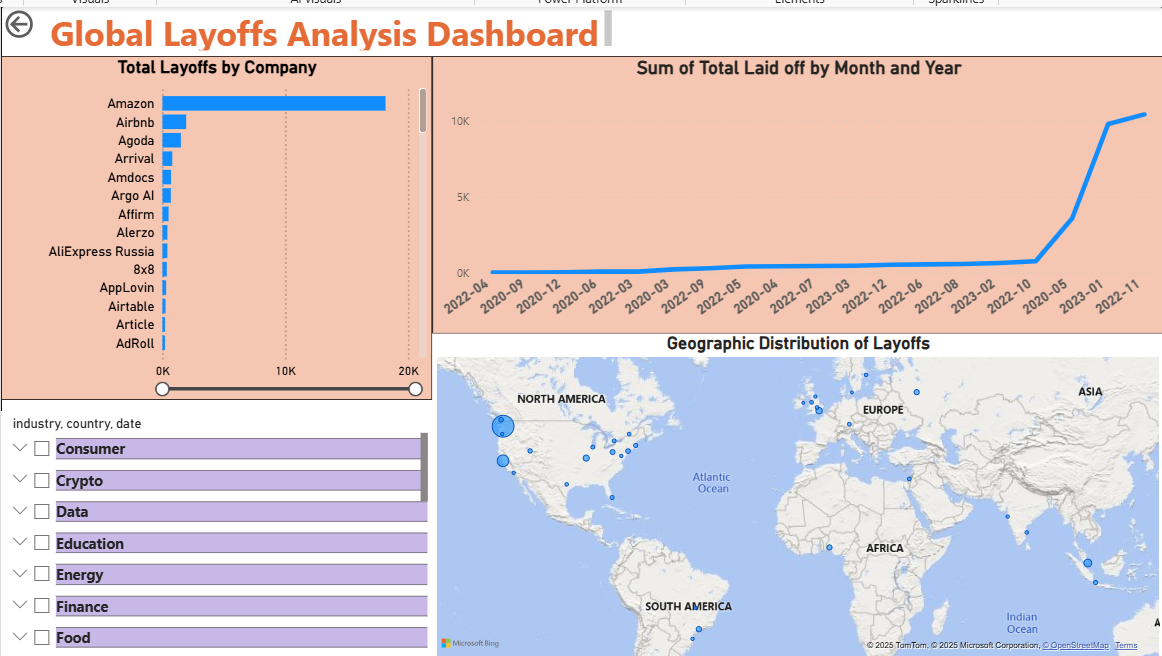 Visuals AI visuals Power Platform Elements Sparklines
Global Layoffs Analysis Dashboard
Total Layoffs by Company
Amazon
Airbnb
Agoda
Arrival
Amdocs
Argo AI
Affirm
Alerzo
AliExpress Russia
8x8
AppLovin
Airtable
Article
AdRoll
0K 10K 20K
Sum of Total Laid off by Month and Year
10K
5K
0K
2022-04 2020-09 2020-12 2020-06 2022-03 2020-03 2022-09 2022-05 2020-04 2022-07 2023-03 2022-12 2022-06 2022-08 2023-02 2022-10 2020-05 2023-01 2022-11
industry, country, date
Consumer
Crypto
Data
Education
Energy
Finance
Food
Geographic Distribution of Layoffs
NORTH AMERICA
EUROPE
ASIA
Atlantic
Ocean
AFRICA
SOUTH AMERICA
Indian
Ocean
A
Microsoft Bing
© 2025 TomTom, © 2025 Microsoft Corporation, © OpenStreetMap Terms